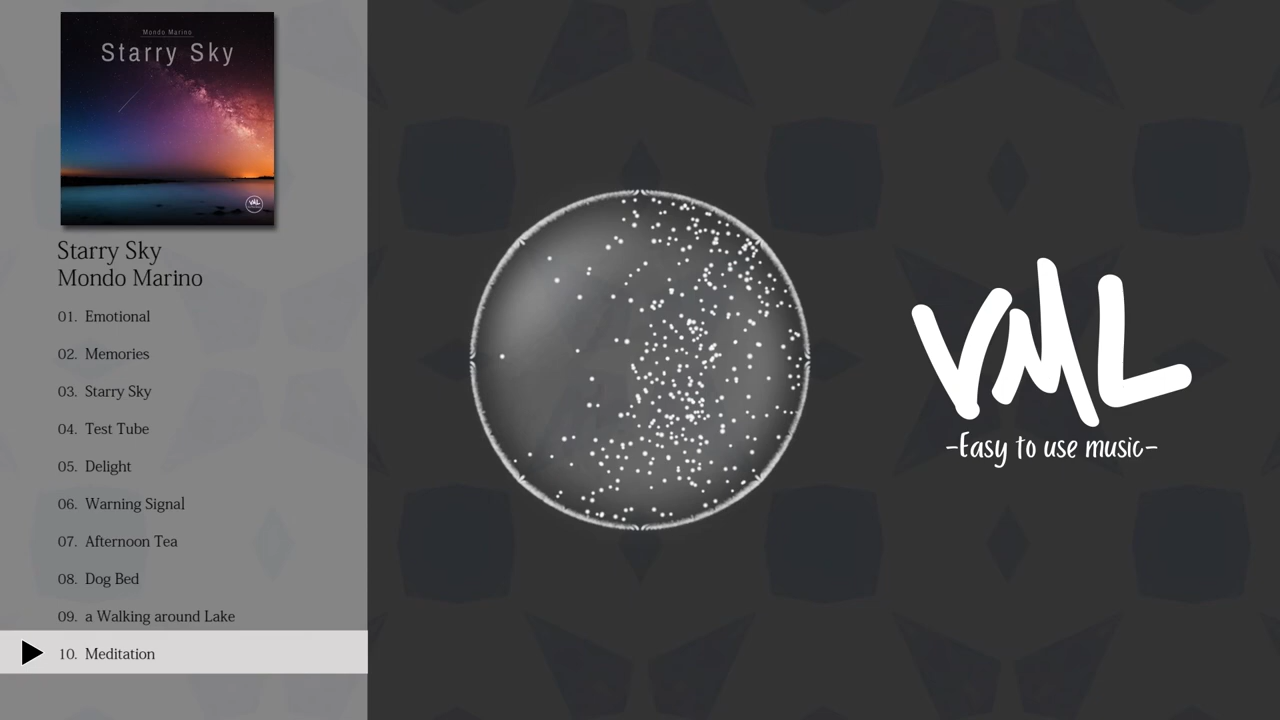 Mondo Marino
Starry Sky
VML
Starry Sky
Mondo Marino
01. Emotional
02. Memories
03. Starry Sky
04. Test Tube
05. Delight
06. Warning Signal
07. Afternoon Tea
08. Dog Bed
09. a Walking around Lake
10. Meditation
VML
-Easy to use music-